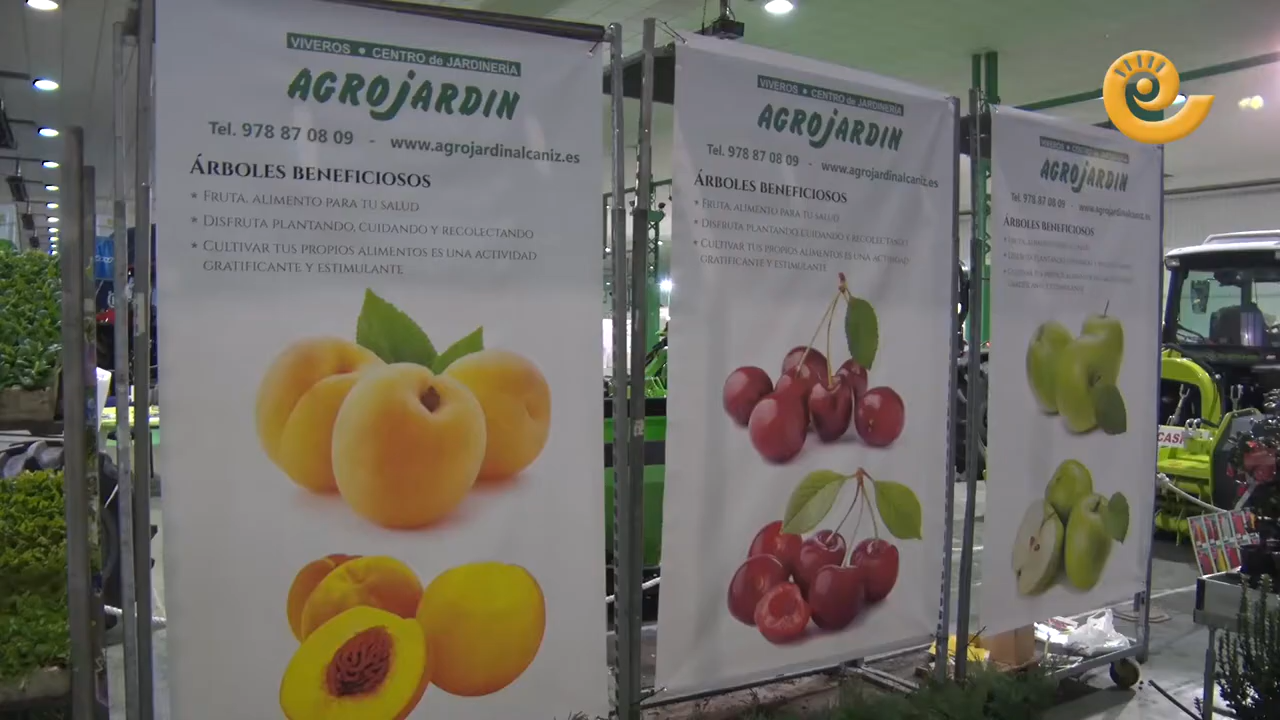 VIVEROS • CENTRO de JARDINERÍA
AGROJARDIN
Tel. 978 87 08 09 - www.agrojardinalcaniz.es
ÁRBOLES BENEFICIOSOS
* FRUTA, ALIMENTO PARA TU SALUD
* DISFRUTA PLANTANDO, CUIDANDO Y RECOLECTANDO
* CULTIVAR TUS PROPIOS ALIMENTOS ES UNA ACTIVIDAD
GRATIFICANTE Y ESTIMULANTE
VIVEROS • CENTRO de JARDINERÍA
AGROJARDIN
Tel. 978 87 08 09 - www.agrojardinalcaniz.es
ÁRBOLES BENEFICIOSOS
* FRUTA, ALIMENTO PARA TU SALUD
* DISFRUTA PLANTANDO, CUIDANDO Y RECOLECTANDO
* CULTIVAR TUS PROPIOS ALIMENTOS ES UNA ACTIVIDAD
GRATIFICANTE Y ESTIMULANTE
VIVEROS • CENTRO de JARDINERÍA
AGROJARDIN
Tel. 978 87 08 09 - www.agrojardinalcaniz.es
ÁRBOLES BENEFICIOSOS